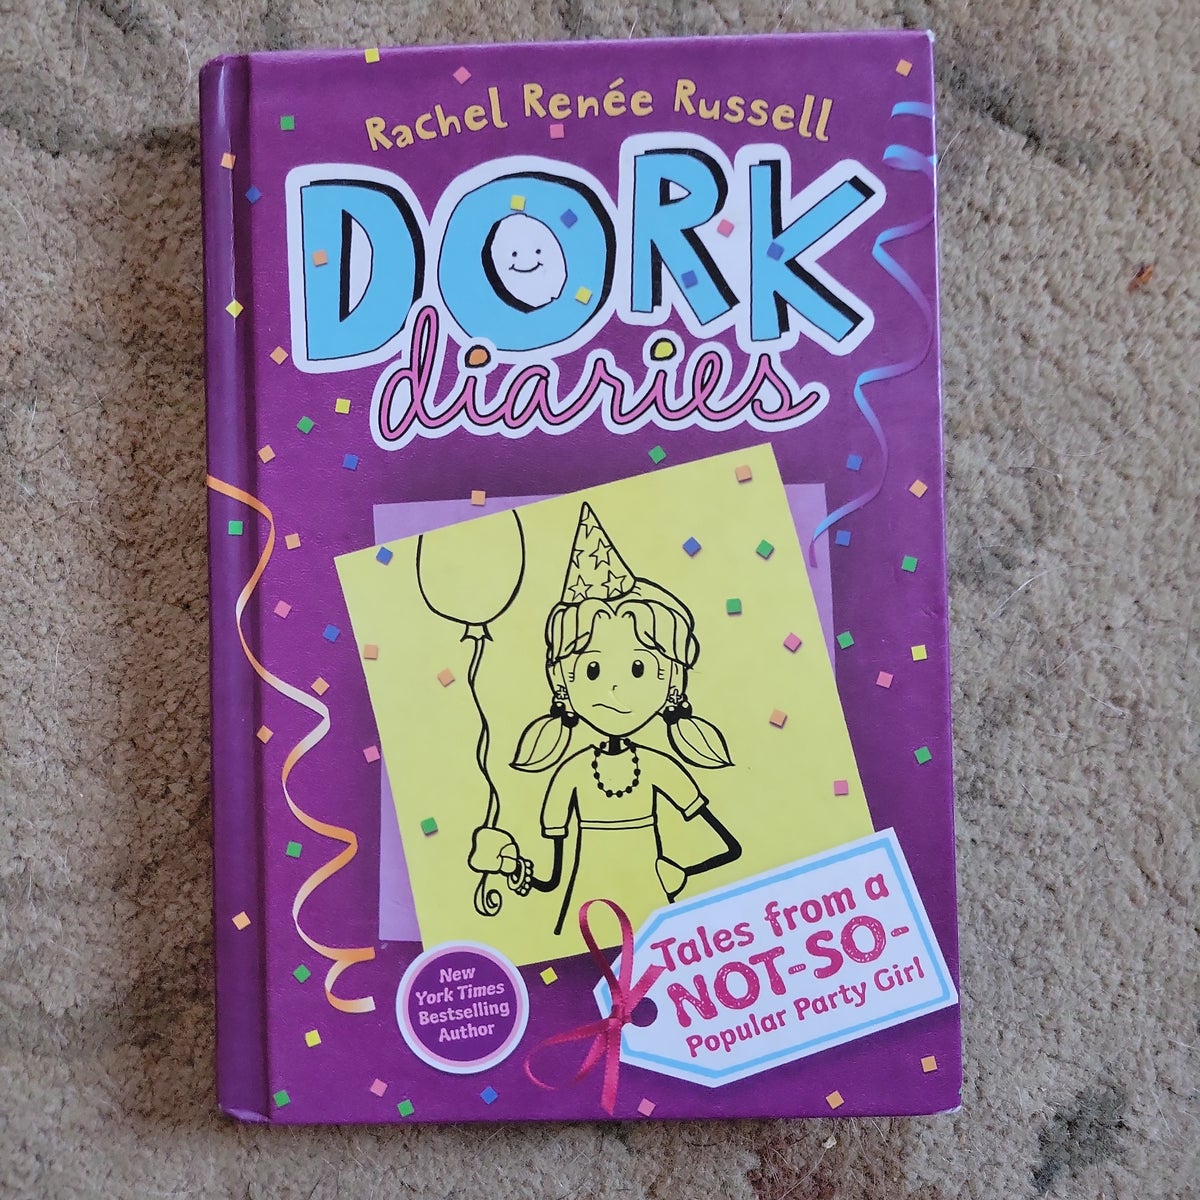 Rachel Renée Russell
DORK
diaries
New
York Times
Bestselling
Author
Tales from a
NOT-SO-
Popular Party Girl